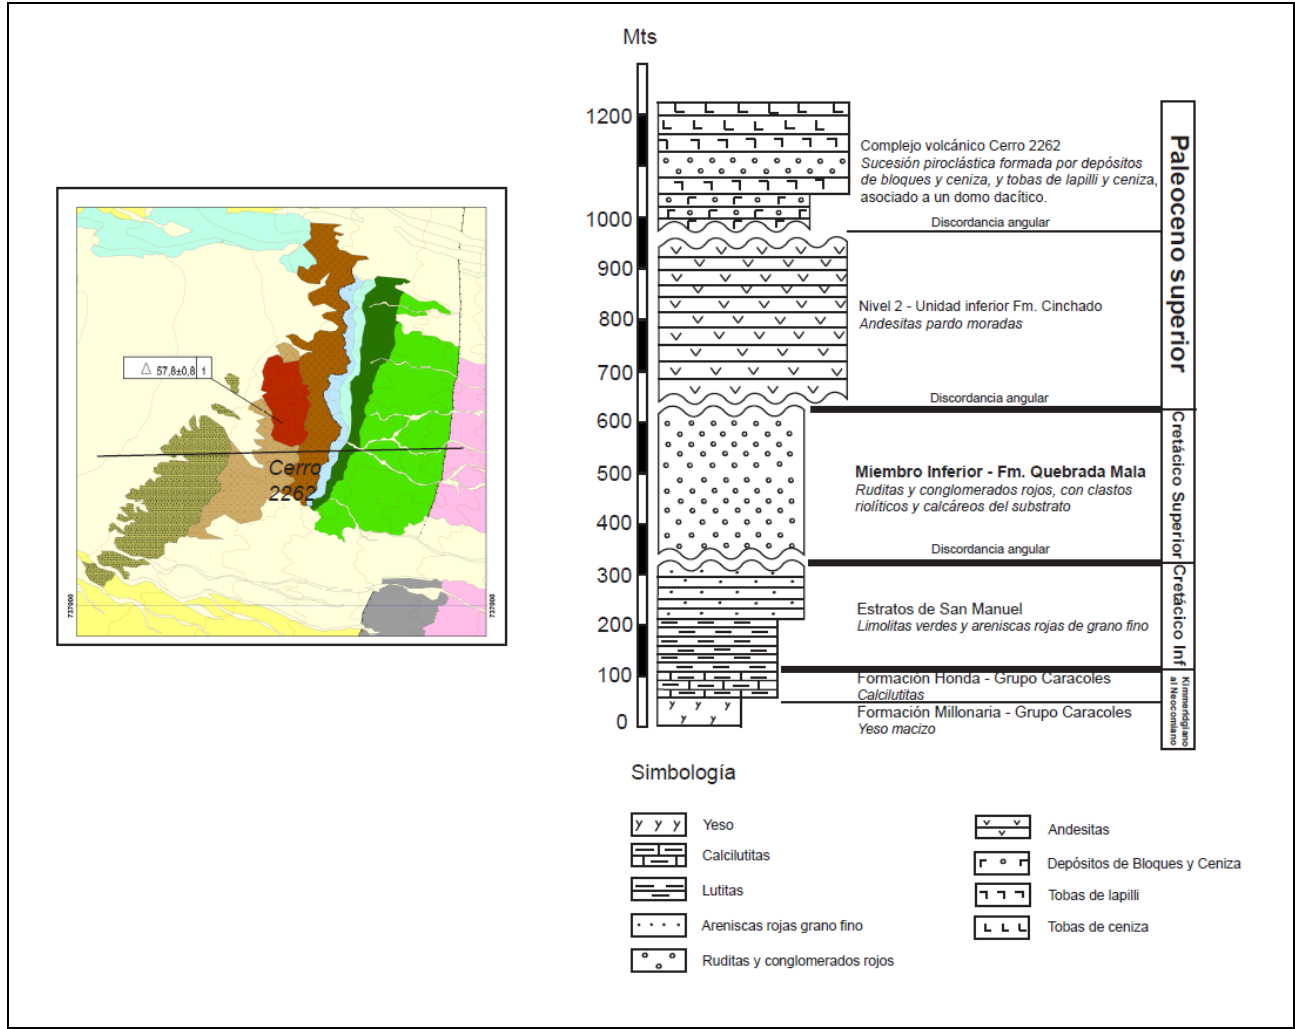 Mts
1200
1000
900
800
700
600
500
400
300
200
100
0
Complejo volcánico Cerro 2262
Sucesión piroclástica formada por depósitos
de bloques y ceniza, y tobas de lapilli y ceniza,
asociado a un domo dacítico.
Discordancia angular
Nivel 2 - Unidad inferior Fm. Cinchado
Andesitas pardo moradas
Discordancia angular
Miembro Inferior - Fm. Quebrada Mala
Ruditas y conglomerados rojos, con clastos
riolíticos y calcáreos del substrato
Discordancia angular
Estratos de San Manuel
Limolitas verdes y areniscas rojas de grano fino
Formación Honda - Grupo Caracoles
Calcilutitas
Formación Millonaria - Grupo Caracoles
Yeso macizo
Paleoceno superior
Cretácico Superior
Cretácico Inf
Kimmeridgiano
al Neocomiano
57,8±0,8 1
Cerro
2262
737000
737000
Simbología
Yeso
Calcilutitas
Lutitas
Areniscas rojas grano fino
Ruditas y conglomerados rojos
Andesitas
Depósitos de Bloques y Ceniza
Tobas de lapilli
Tobas de ceniza